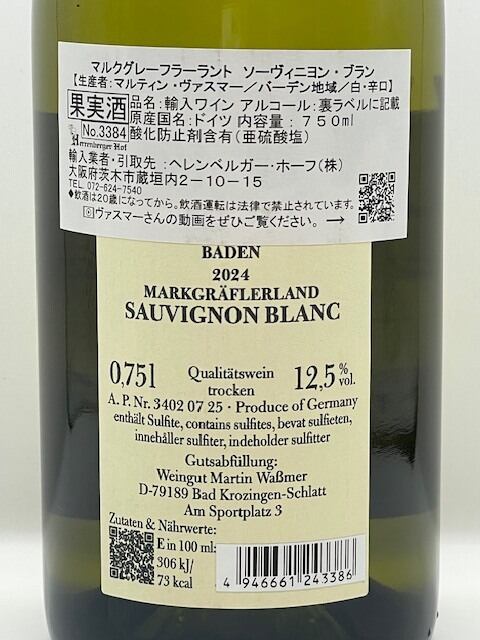 マルクグレーフラーラント ソーヴィニヨン・ブラン
【生産者:マルティン・ヴァスマー/バーデン地域/白・辛口】
果実酒 品名:輸入ワイン アルコール:裏ラベルに記載
原産国名:ドイツ 内容量:750ml
No.3384 酸化防止剤含有(亜硫酸塩)
Herrenberger Hof
輸入業者・引取先 :ヘレンベルガー・ホーフ(株)
大阪府茨木市蔵垣内2-10-15
TEL.072-624-7540
◆飲酒は20歳になってから。飲酒運転は法律で禁止されています。
ヴァスマーさんの動画をぜひご覧ください。 →
BADEN
2024
MARKGRÄFLERLAND
SAUVIGNON BLANC
0,75l Qualitätswein trocken 12,5 % vol.
A. P. Nr. 3402 07 25 · Produce of Germany
enthält Sulfite, contains sulfites, bevat sulfieten,
innehåller sulfiter, indeholder sulfitter
Gutsabfüllung:
Weingut Martin Waßmer
D-79189 Bad Krozingen-Schlatt
Am Sportplatz 3
Zutaten & Nährwerte:
E in 100 ml:
306 kJ/
73 kcal
4 946661 243386